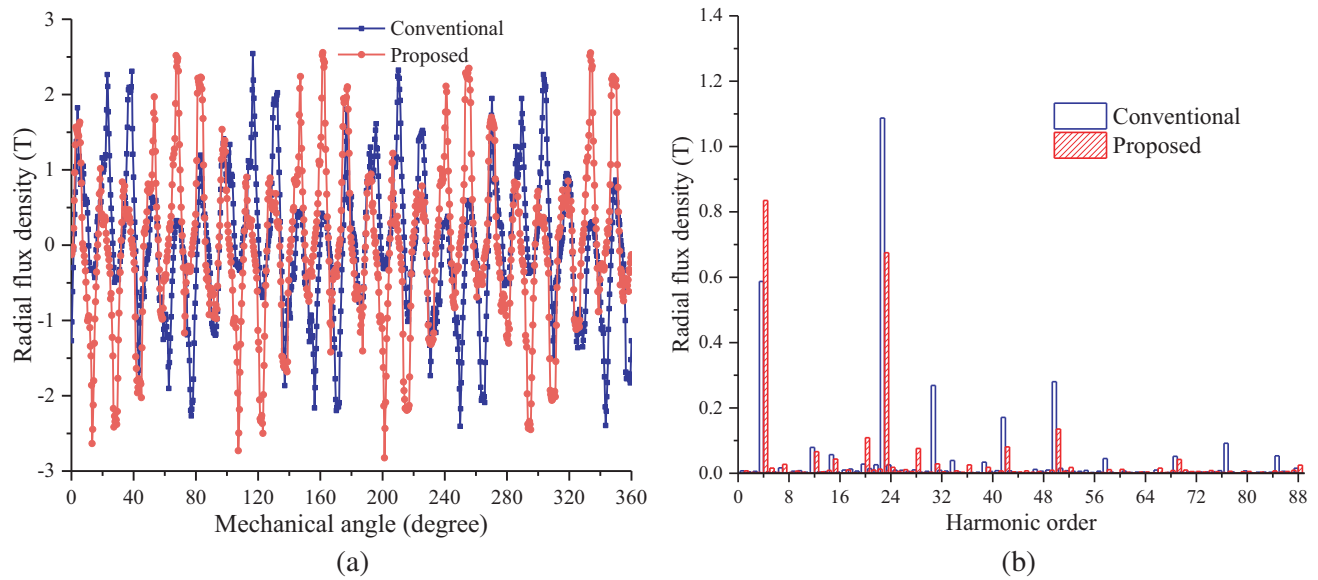 Conventional
Proposed
Radial flux density (T)
3
2
1
0
-1
-2
-3
0 40 80 120 160 200 240 280 320 360
Mechanical angle (degree)
(a)
Conventional
Proposed
Radial flux density (T)
1.4
1.2
1.0
0.8
0.6
0.4
0.2
0.0
0 8 16 24 32 40 48 56 64 72 80 88
Harmonic order
(b)